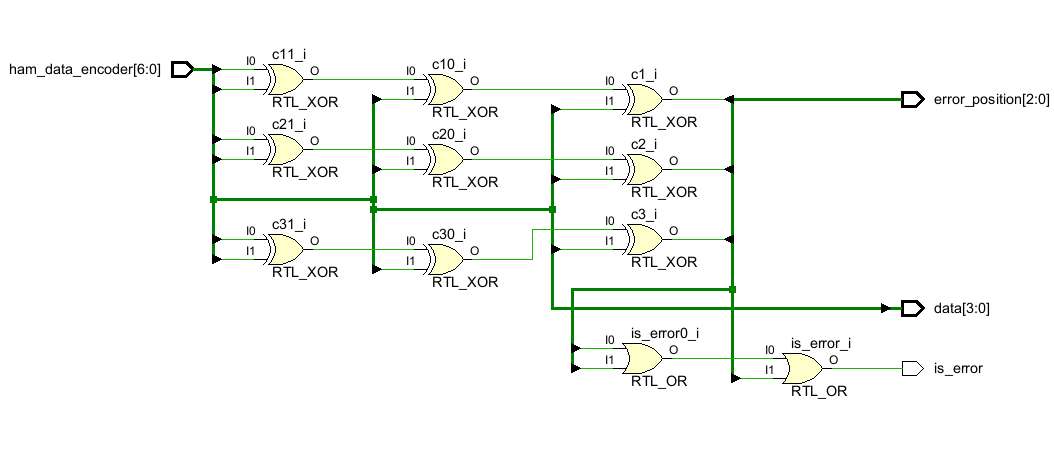 ham_data_encoder[6:0]
c11_i
I0
I1
O
RTL_XOR
c10_i
I0
I1
O
RTL_XOR
c1_i
I0
I1
O
RTL_XOR
error_position[2:0]
c21_i
I0
I1
O
RTL_XOR
c20_i
I0
I1
O
RTL_XOR
c2_i
I0
I1
O
RTL_XOR
c31_i
I0
I1
O
RTL_XOR
c30_i
I0
I1
O
RTL_XOR
c3_i
I0
I1
O
RTL_XOR
data[3:0]
is_error0_i
I0
I1
O
RTL_OR
is_error_i
I0
I1
O
RTL_OR
is_error